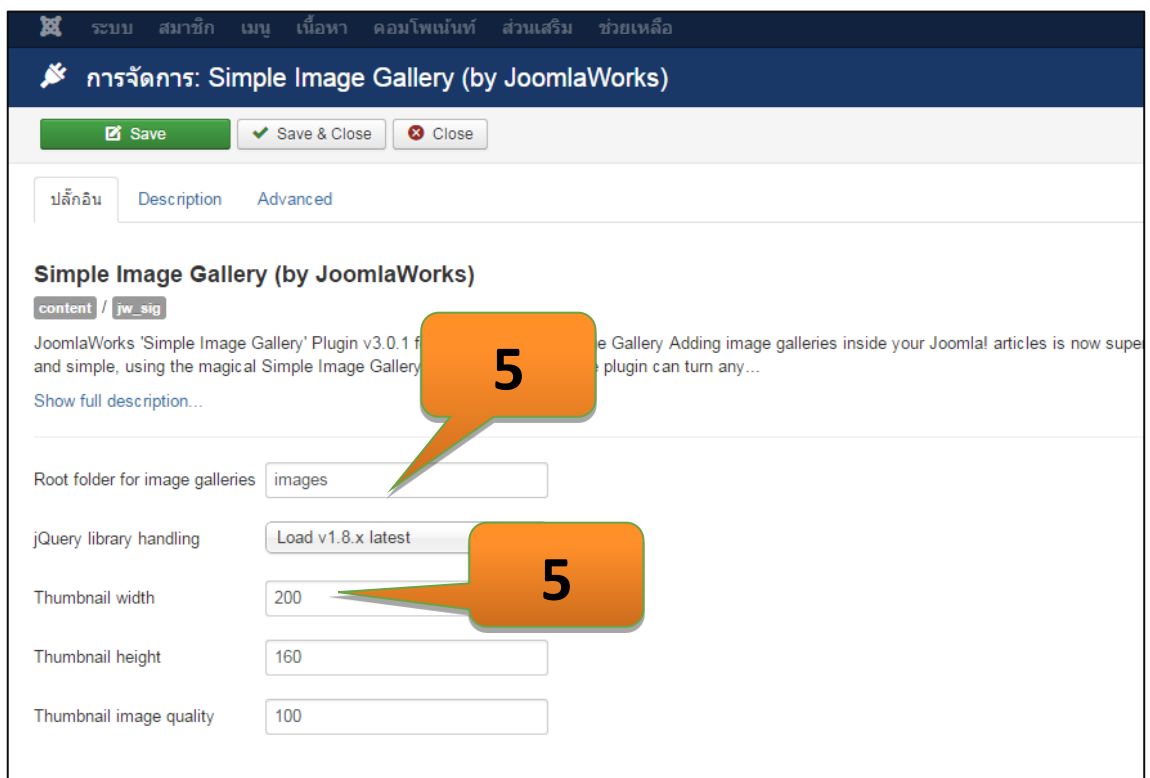 ระบบ สมาชิก เมนู เนื้อหา คอมโพเน้นท์ ส่วนเสริม ช่วยเหลือ
การจัดการ: Simple Image Gallery (by JoomlaWorks)
Save Save & Close Close
ปลั๊กอิน Description Advanced
Simple Image Gallery (by JoomlaWorks)
content / jw_sig
JoomlaWorks 'Simple Image Gallery' Plugin v3.0.1 Gallery Adding image galleries inside your Joomla! articles is now
and simple, using the magical Simple Image Gallery plugin can turn any...
5
Show full description...
Root folder for image galleries images
jQuery library handling Load v1.8.x latest
5
Thumbnail width 200
Thumbnail height 160
Thumbnail image quality 100